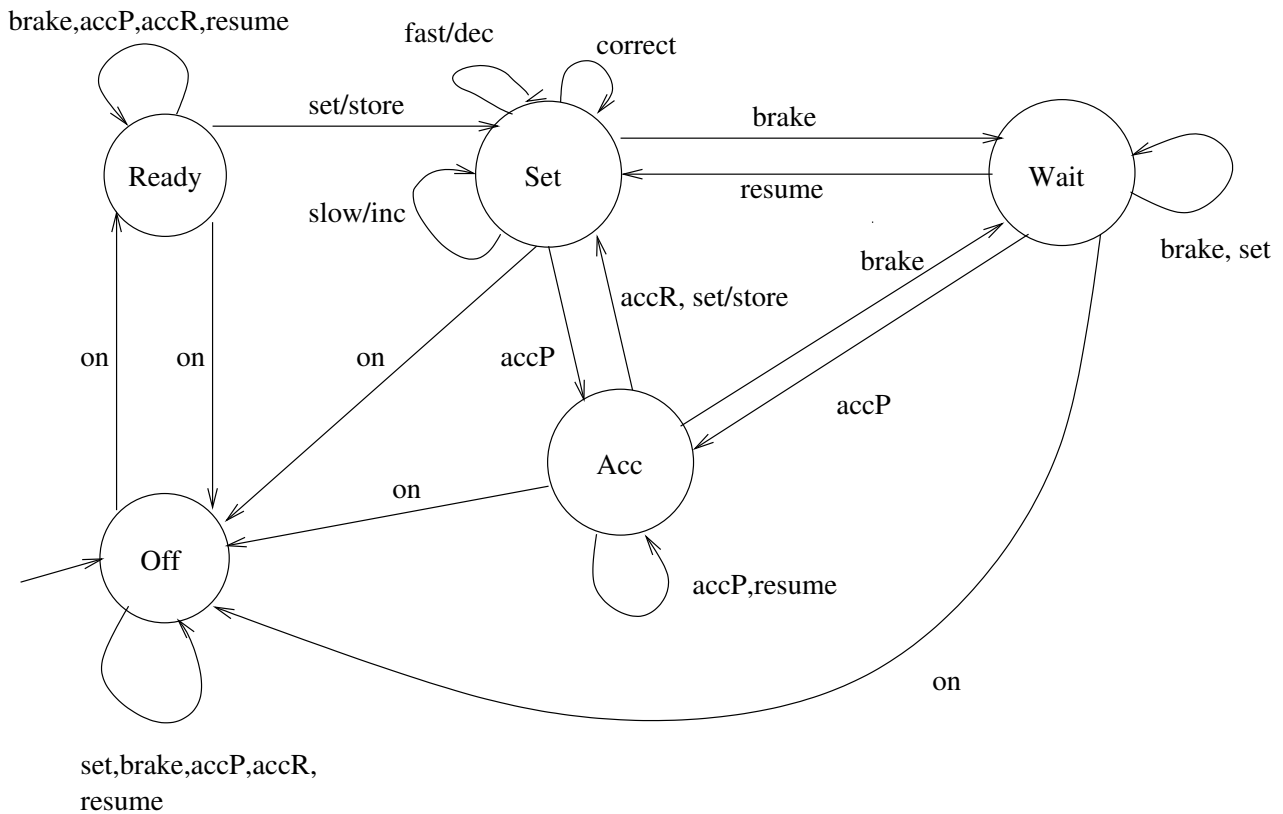 brake,accP,accR,resume
fast/dec
correct
set/store
brake
Ready
Set
Wait
resume
slow/inc
brake, set
brake
accR, set/store
on
on
on
accP
accP
Acc
on
Off
accP,resume
on
set,brake,accP,accR,
resume